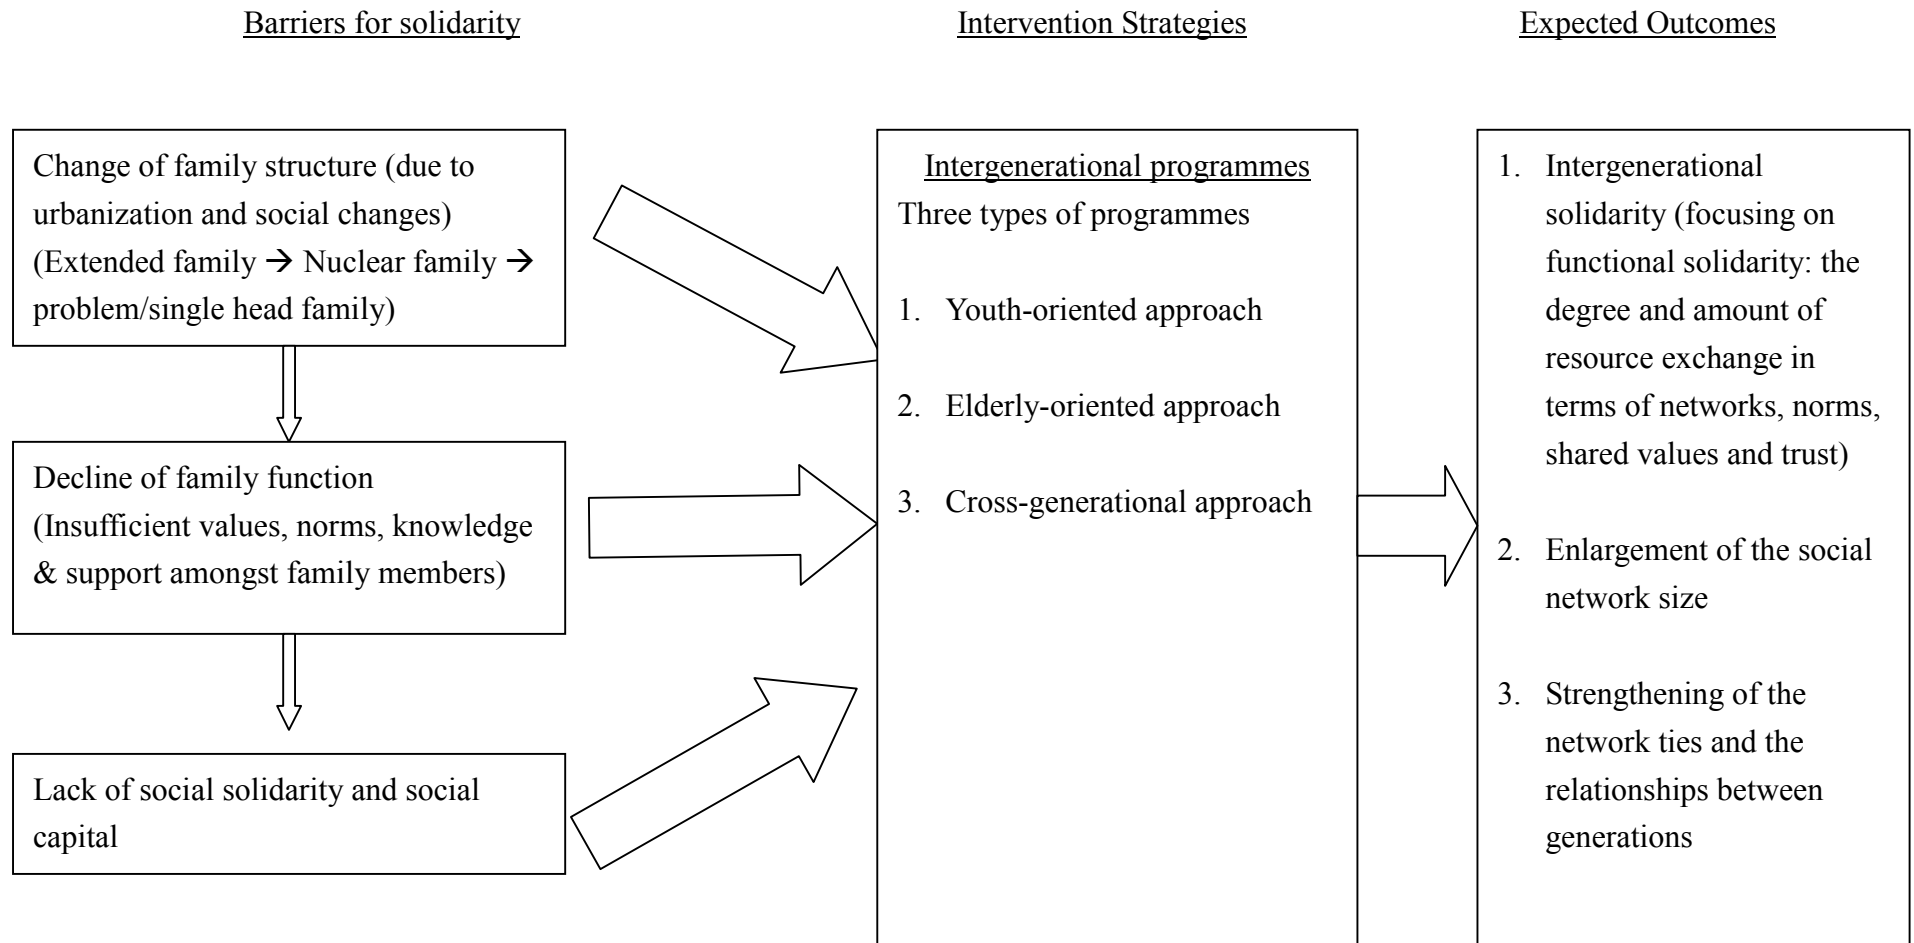 Barriers for solidarity
Intervention Strategies
Expected Outcomes
Change of family structure (due to
urbanization and social changes)
(Extended family → Nuclear family →
problem/single head family)
Decline of family function
(Insufficient values, norms, knowledge
& support amongst family members)
Lack of social solidarity and social
capital
Intergenerational programmes
Three types of programmes
1. Youth-oriented approach
2. Elderly-oriented approach
3. Cross-generational approach
1. Intergenerational
solidarity (focusing on
functional solidarity: the
degree and amount of
resource exchange in
terms of networks, norms,
shared values and trust)
2. Enlargement of the social
network size
3. Strengthening of the
network ties and the
relationships between
generations